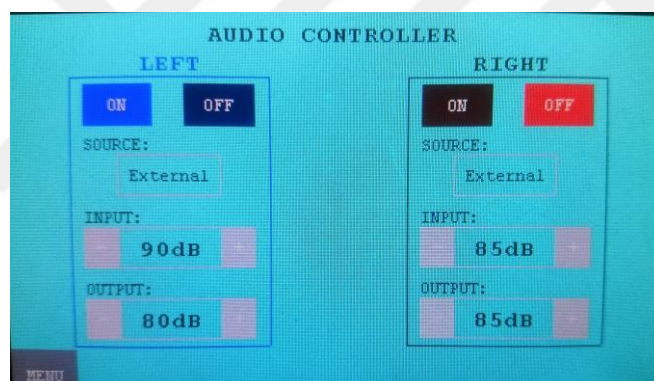 AUDIO CONTROLLER
LEFT
ON OFF
SOURCE:
External
INPUT:
- 90dB +
OUTPUT:
- 80dB +
RIGHT
ON OFF
SOURCE:
External
INPUT:
- 85dB +
OUTPUT:
- 85dB +
MENU